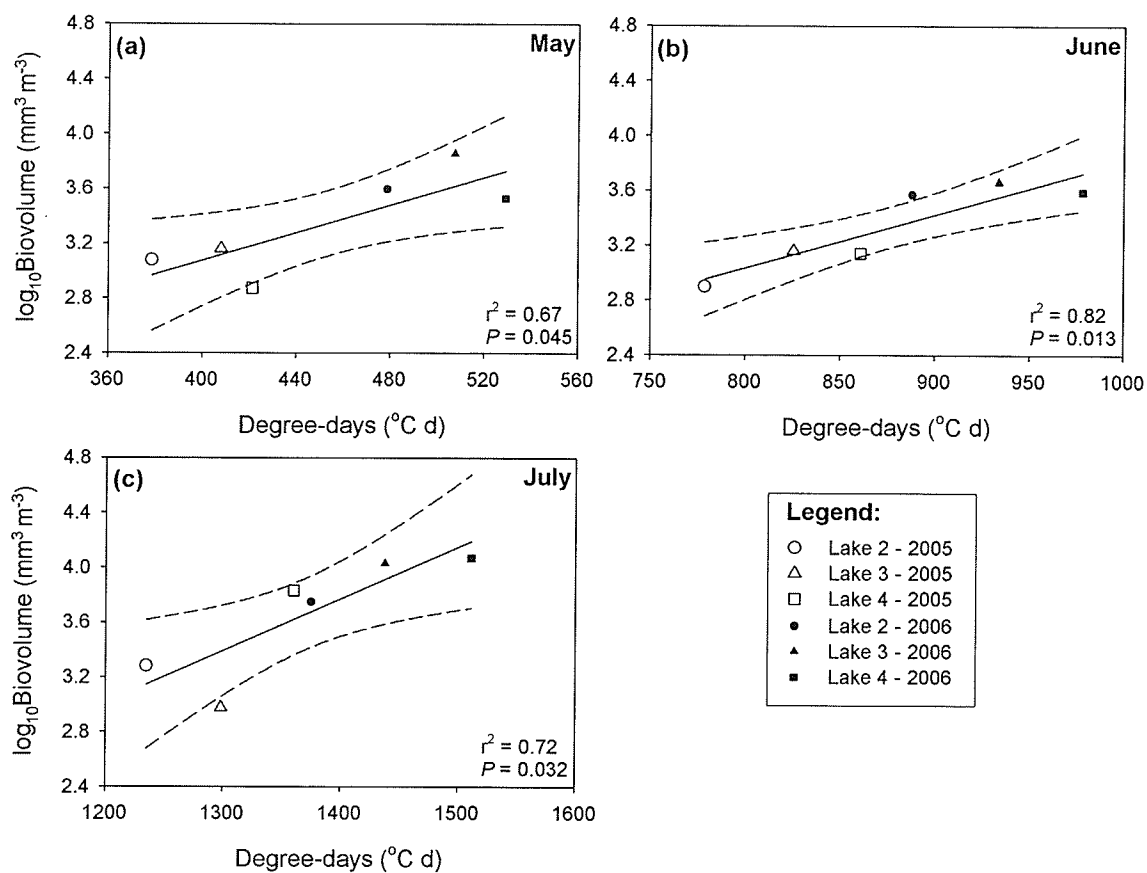 (a) May
log₁₀Biovolume (mm³ m⁻³)
4.8
4.4
4.0
3.6
3.2
2.8
2.4
r² = 0.67
P = 0.045
360 400 440 480 520 560
Degree-days (°C d)
(b) June
4.8
4.4
4.0
3.6
3.2
2.8
2.4
r² = 0.82
P = 0.013
750 800 850 900 950 1000
Degree-days (°C d)
(c) July
log₁₀Biovolume (mm³ m⁻³)
4.8
4.4
4.0
3.6
3.2
2.8
2.4
r² = 0.72
P = 0.032
1200 1300 1400 1500 1600
Degree-days (°C d)
Legend:
Lake 2 - 2005
Lake 3 - 2005
Lake 4 - 2005
Lake 2 - 2006
Lake 3 - 2006
Lake 4 - 2006